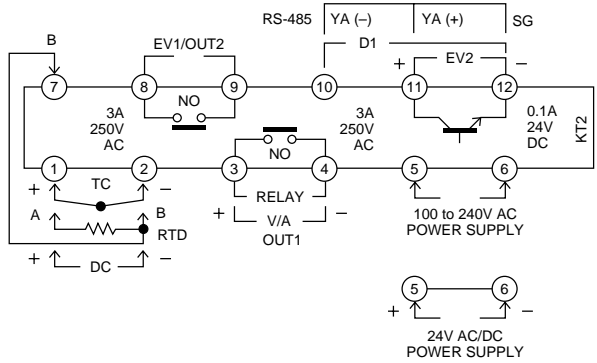 RS-485 YA (–) YA (+) SG
B EV1/OUT2 D1
+ EV2 –
7 8 9 10 11 12
NO
3A
250V
AC
3A
250V
AC
0.1A
24V
DC
KT2
NO
1 2 3 4 5 6
+ TC –
RELAY
A B
RTD
+ V/A –
OUT1
100 to 240V AC
POWER SUPPLY
+ DC –
5 6
+ –
24V AC/DC
POWER SUPPLY